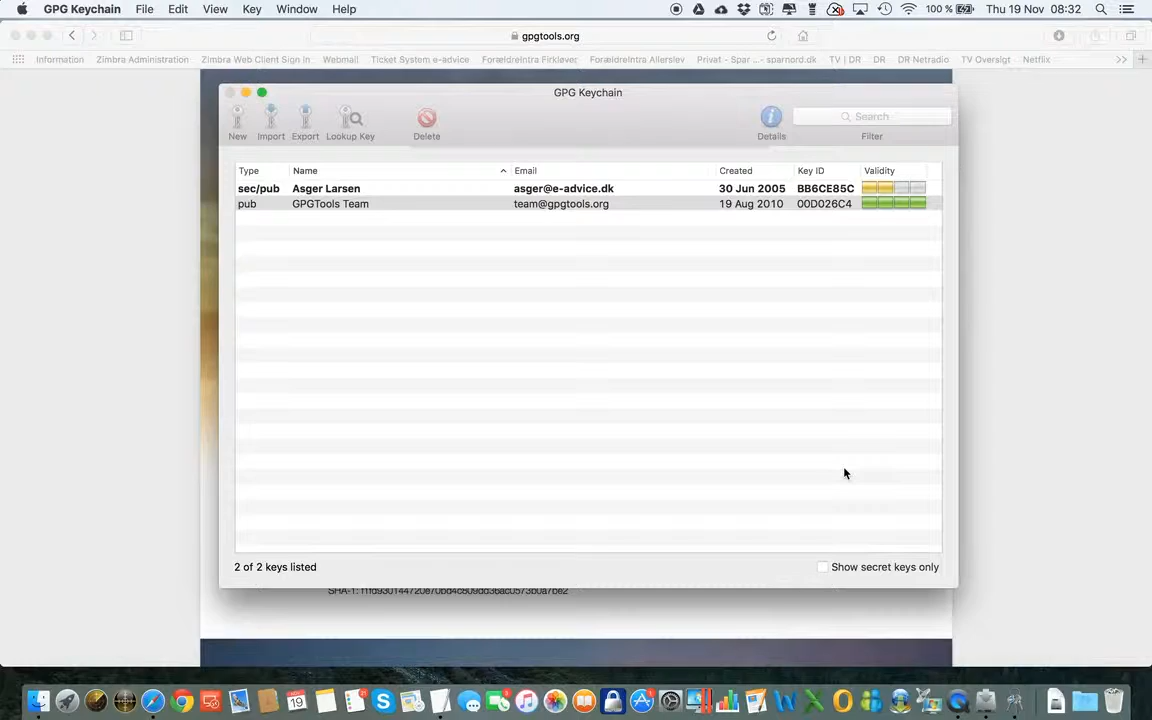 GPG Keychain File Edit View Key Window Help 100 % Thu 19 Nov 08:32
gpgtools.org
Information Zimbra Administration Zimbra Web Client Sign In Webmail Ticket System e-advice ForældreIntra Firkløver ForældreIntra Allerslev Privat - Spar ... - sparnord.dk TV | DR DR DR Netradio TV Oversigt Netflix
GPG Keychain
New Import Export Lookup Key Delete Details Search Filter
Type Name Email Created Key ID Validity
sec/pub Asger Larsen asger@e-advice.dk 30 Jun 2005 BB6CE85C
pub GPGTools Team team@gpgtools.org 19 Aug 2010 00D026C4
2 of 2 keys listed Show secret keys only
19